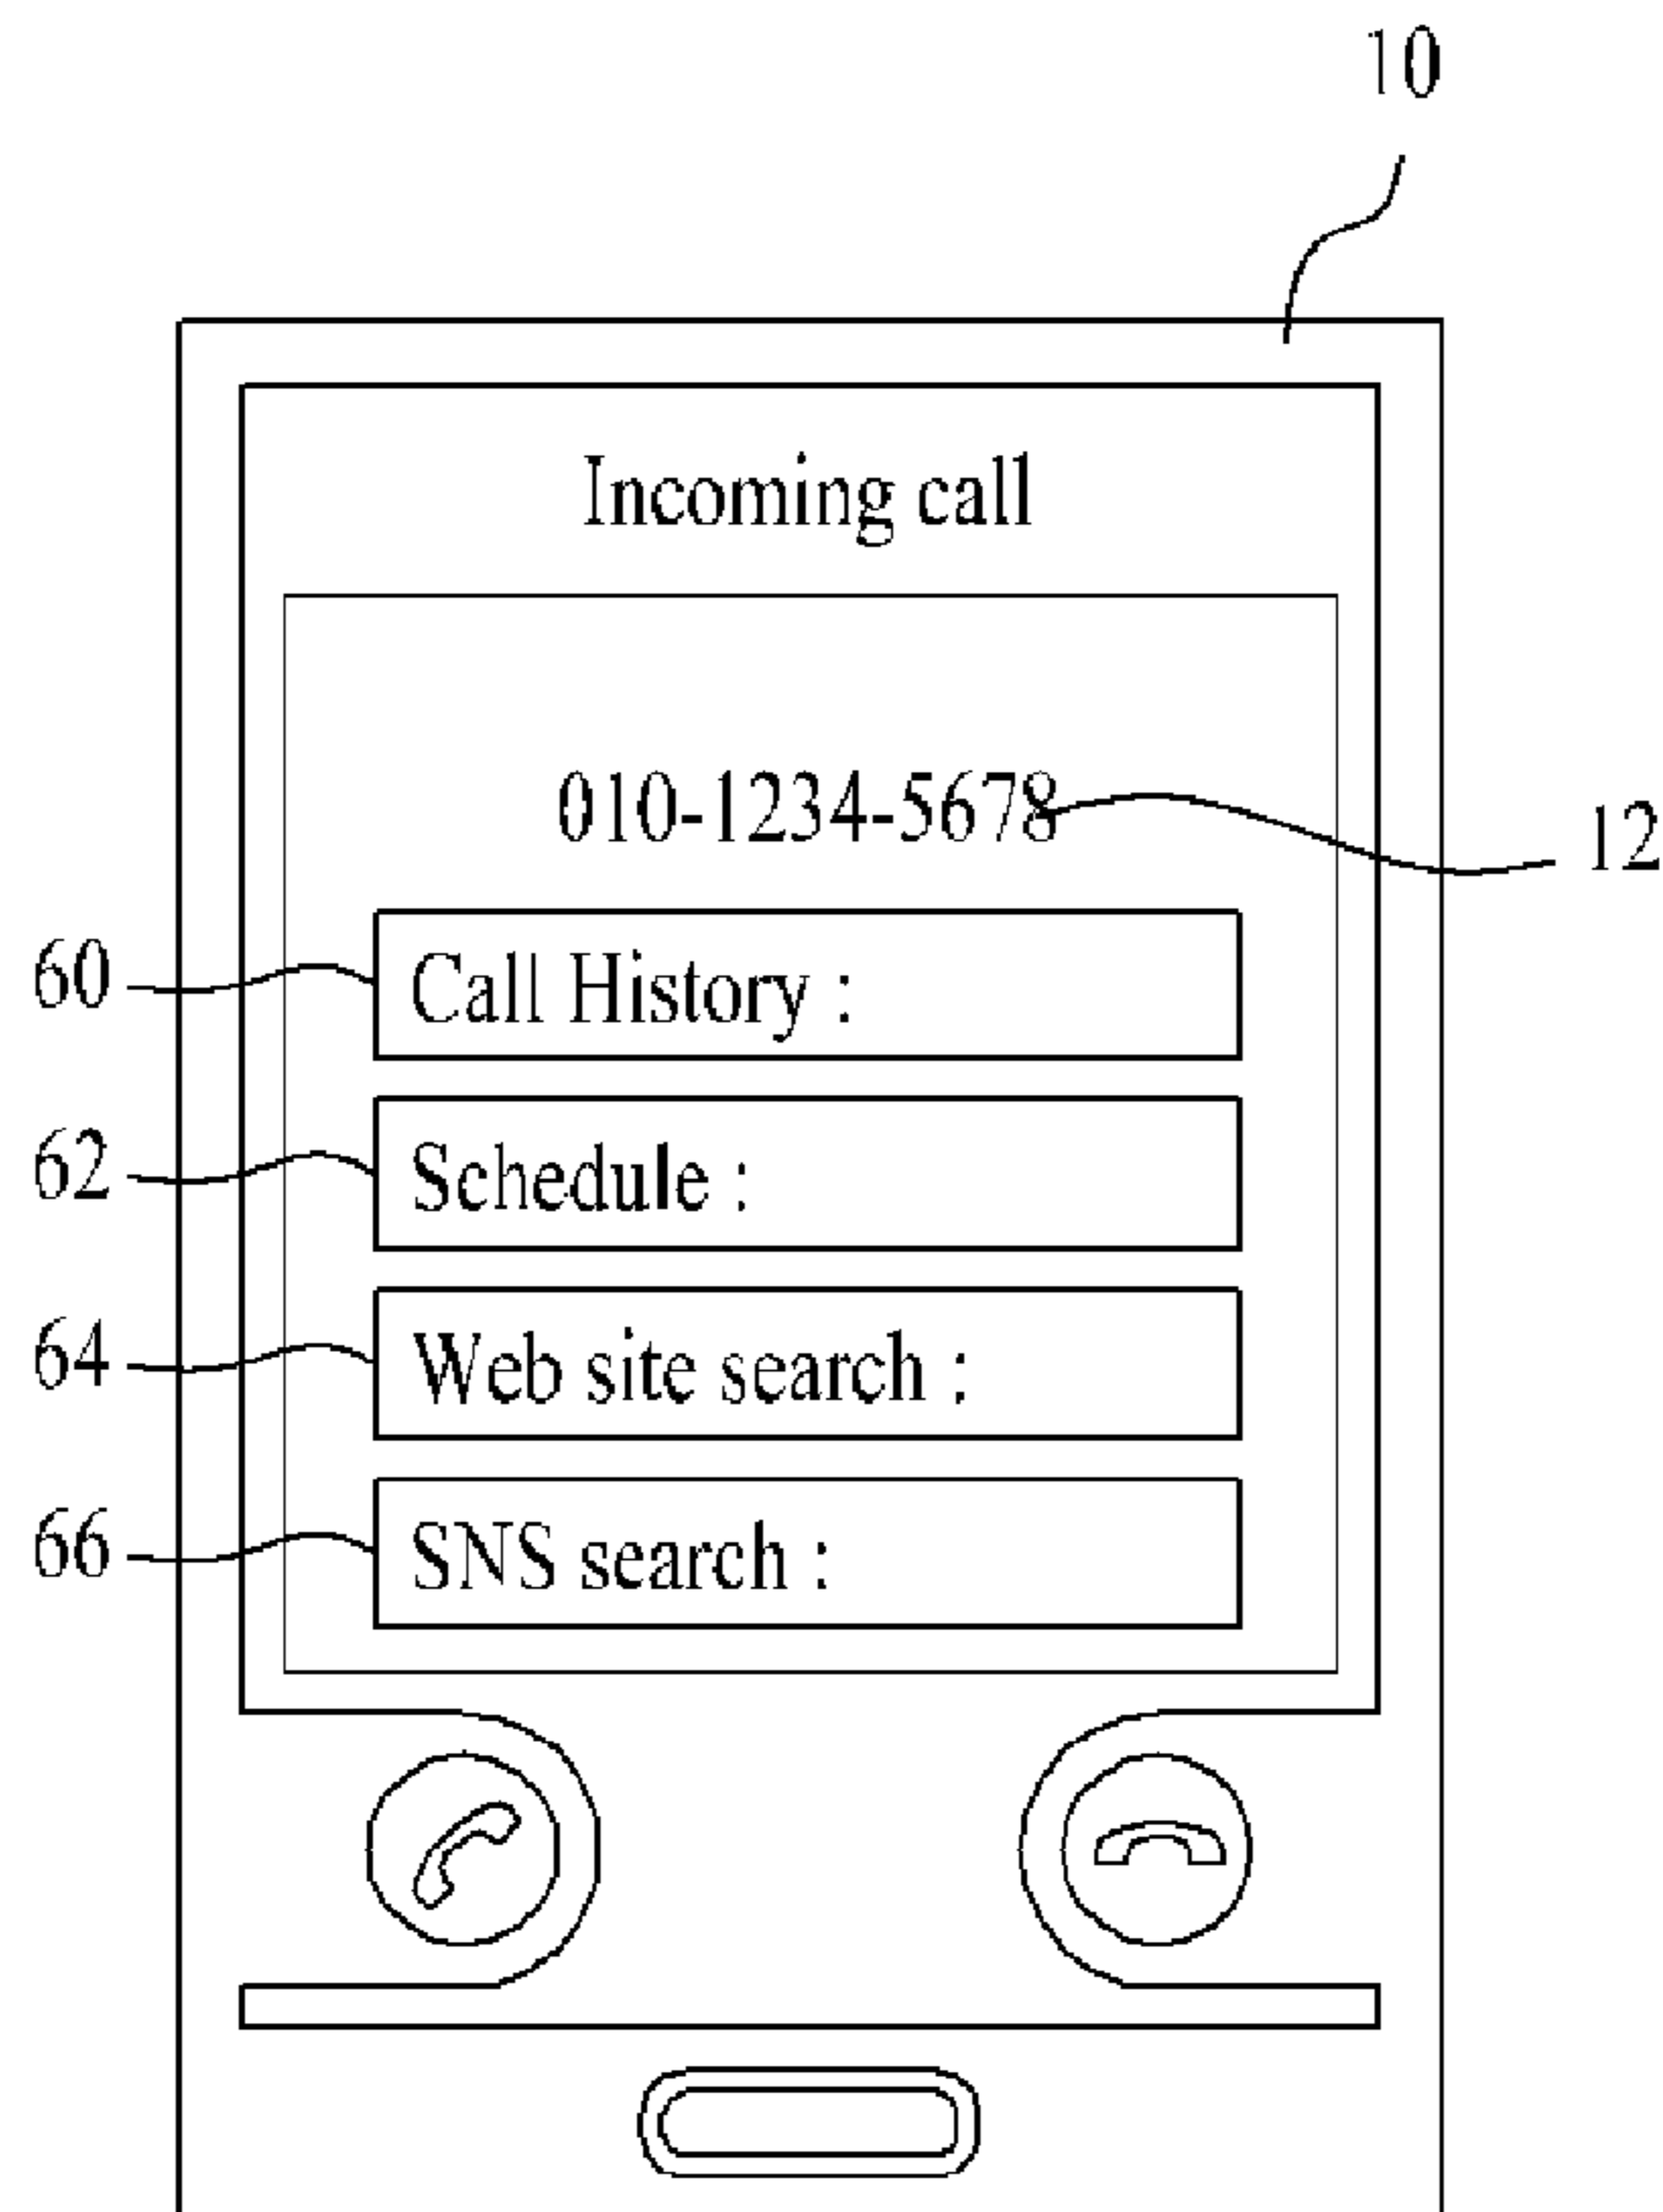 10
Incoming call
010-1234-5678
12
60
Call History :
62
Schedule :
64
Web site search :
66
SNS search :